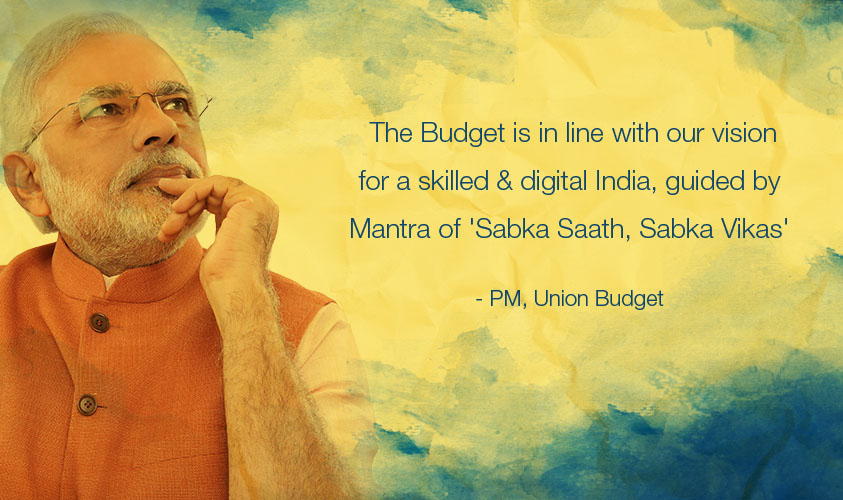 The Budget is in line with our vision
for a skilled & digital India, guided by
Mantra of 'Sabka Saath, Sabka Vikas'
- PM, Union Budget